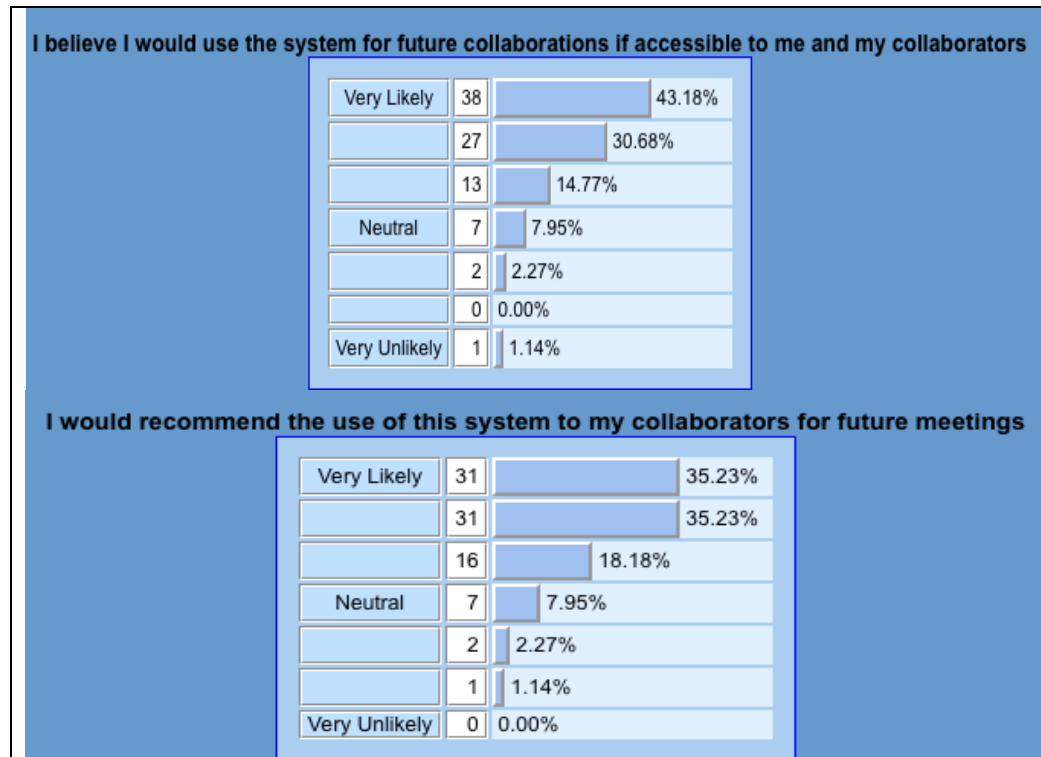 I believe I would use the system for future collaborations if accessible to me and my collaborators
Very Likely 38 43.18%
27 30.68%
13 14.77%
Neutral 7 7.95%
2 2.27%
0 0.00%
Very Unlikely 1 1.14%
I would recommend the use of this system to my collaborators for future meetings
Very Likely 31 35.23%
31 35.23%
16 18.18%
Neutral 7 7.95%
2 2.27%
1 1.14%
Very Unlikely 0 0.00%